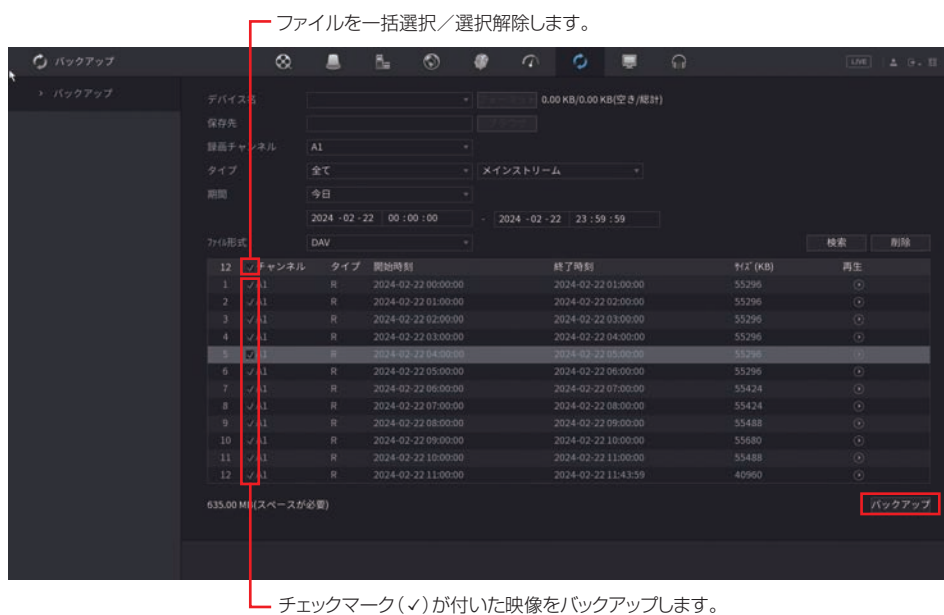 ファイルを一括選択／選択解除します。
バックアップ
LIVE
バックアップ
デバイス名 0.00 KB/0.00 KB(空き/総計)
保存先
録画チャンネル A1
タイプ 全て メインストリーム
期間 今日
2024 -02 -22 00 :00 :00 - 2024 -02 -22 23 :59 :59
ﾌｧｲﾙ形式 DAV 検索 削除
12 ✓チャンネル タイプ 開始時刻 終了時刻 ｻｲｽﾞ(KB) 再生
1 ✓A1 R 2024-02-22 00:00:00 2024-02-22 01:00:00 55296
2 ✓A1 R 2024-02-22 01:00:00 2024-02-22 02:00:00 55296
3 ✓A1 R 2024-02-22 02:00:00 2024-02-22 03:00:00 55296
4 ✓A1 R 2024-02-22 03:00:00 2024-02-22 04:00:00 55296
5 ✓A1 R 2024-02-22 04:00:00 2024-02-22 05:00:00 55296
6 ✓A1 R 2024-02-22 05:00:00 2024-02-22 06:00:00 55296
7 ✓A1 R 2024-02-22 06:00:00 2024-02-22 07:00:00 55424
8 ✓A1 R 2024-02-22 07:00:00 2024-02-22 08:00:00 55424
9 ✓A1 R 2024-02-22 08:00:00 2024-02-22 09:00:00 55488
10 ✓A1 R 2024-02-22 09:00:00 2024-02-22 10:00:00 55680
11 ✓A1 R 2024-02-22 10:00:00 2024-02-22 11:00:00 55488
12 ✓A1 R 2024-02-22 11:00:00 2024-02-22 11:43:59 40960
635.00 MB(スペースが必要) バックアップ
チェックマーク（✓）が付いた映像をバックアップします。